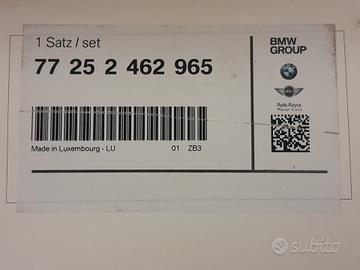 1 Satz / set
77 25 2 462 965
Made in Luxembourg - LU 01 ZB3
BMW
GROUP
MINI
Rolls-Royce
Motor Cars
subito